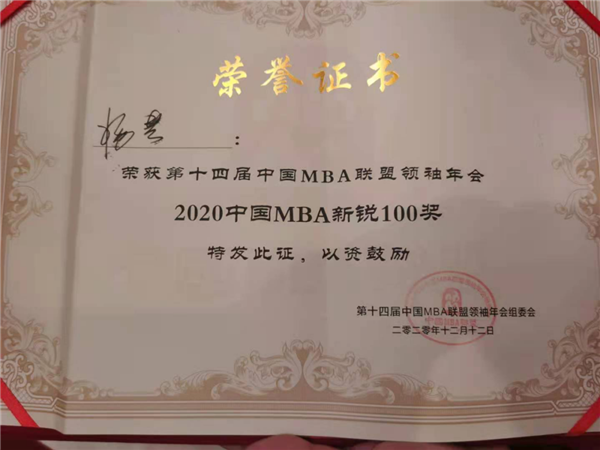 荣誉证书
杨昙：
荣获第十四届中国MBA联盟领袖年会
2020中国MBA新锐100奖
特发此证，以资鼓励
第十四届中国MBA联盟领袖年会组委会
二零二零年十二月十二日